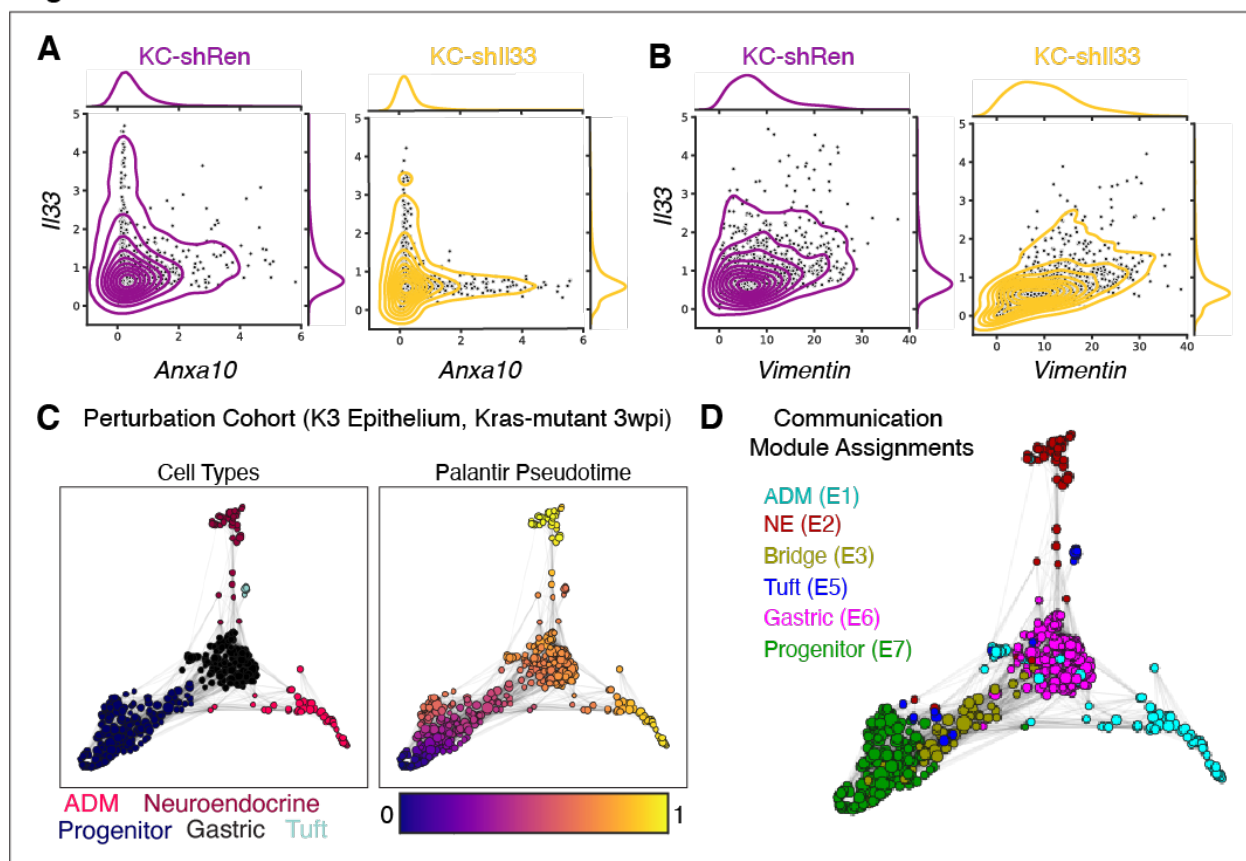 A
KC-shRen
KC-shIl33
B
KC-shRen
KC-shIl33
5
4
3
2
1
0
Il33
0 2 4 6
Anxa10
5
4
3
2
1
0
0 2 4 6
Anxa10
5
4
3
2
1
0
Il33
0 10 20 30 40
Vimentin
5
4
3
2
1
0
0 10 20 30 40
Vimentin
C Perturbation Cohort (K3 Epithelium, Kras-mutant 3wpi)
Cell Types
Palantir Pseudotime
ADM Neuroendocrine
Progenitor Gastric Tuft
0 1
D Communication
Module Assignments
ADM (E1)
NE (E2)
Bridge (E3)
Tuft (E5)
Gastric (E6)
Progenitor (E7)